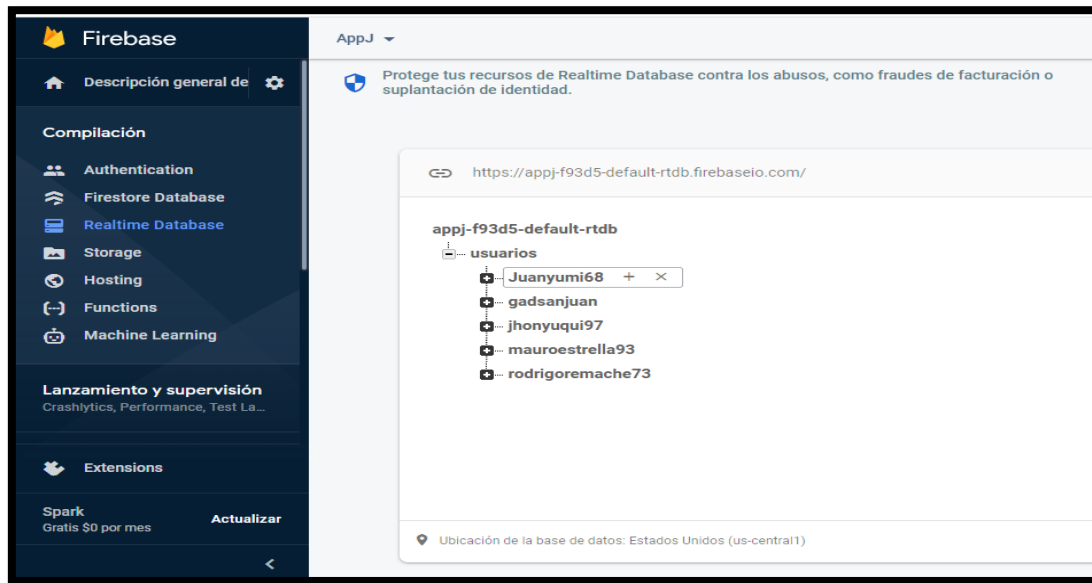 Firebase
AppJ
Descripción general de
Protege tus recursos de Realtime Database contra los abusos, como fraudes de facturación o
suplantación de identidad.
Compilación
Authentication
Firestore Database
Realtime Database
Storage
Hosting
Functions
Machine Learning
Lanzamiento y supervisión
Crashlytics, Performance, Test La...
Extensions
Spark
Gratis $0 por mes
Actualizar
https://appj-f93d5-default-rtdb.firebaseio.com/
appj-f93d5-default-rtdb
usuarios
Juanyumi68
gadsanjuan
jhonyuqui97
mauroestrella93
rodrigoremache73
Ubicación de la base de datos: Estados Unidos (us-central1)